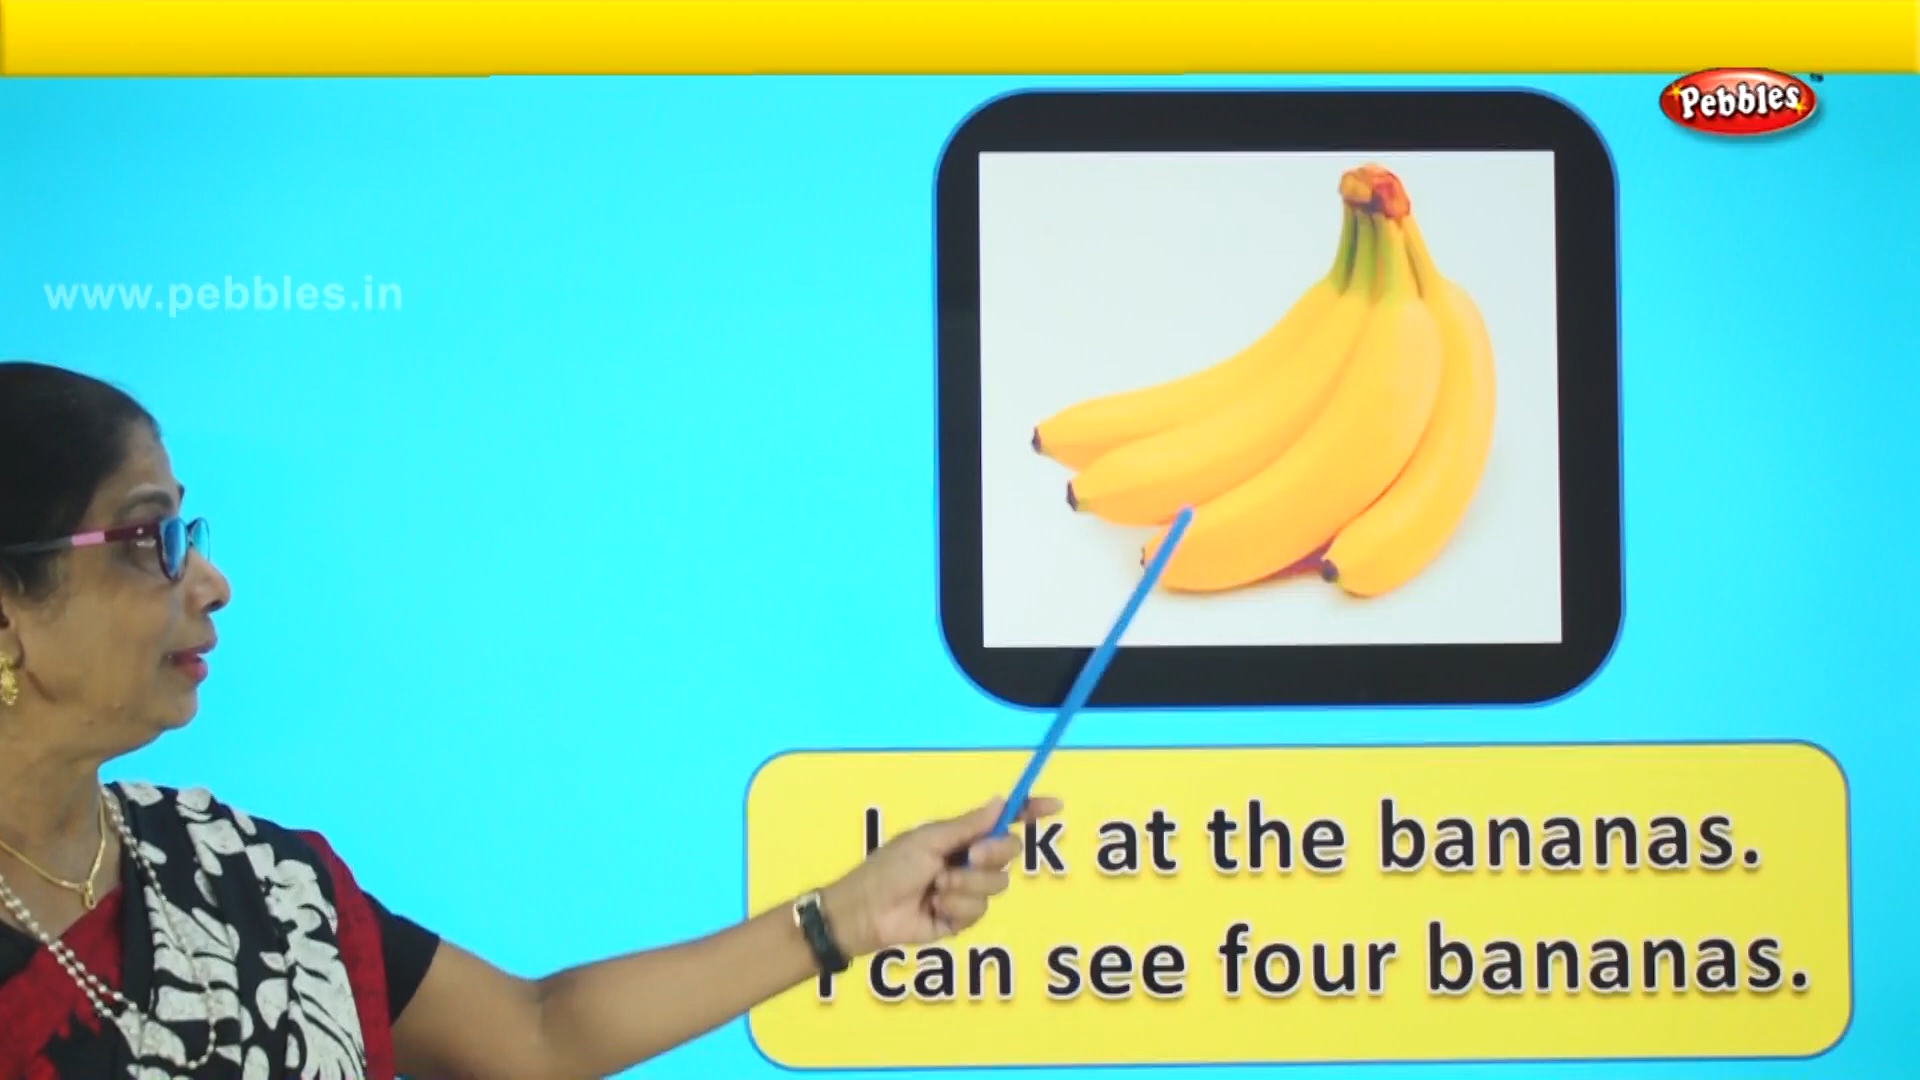 Pebbles
www.pebbles.in
at the bananas.
can see four bananas.